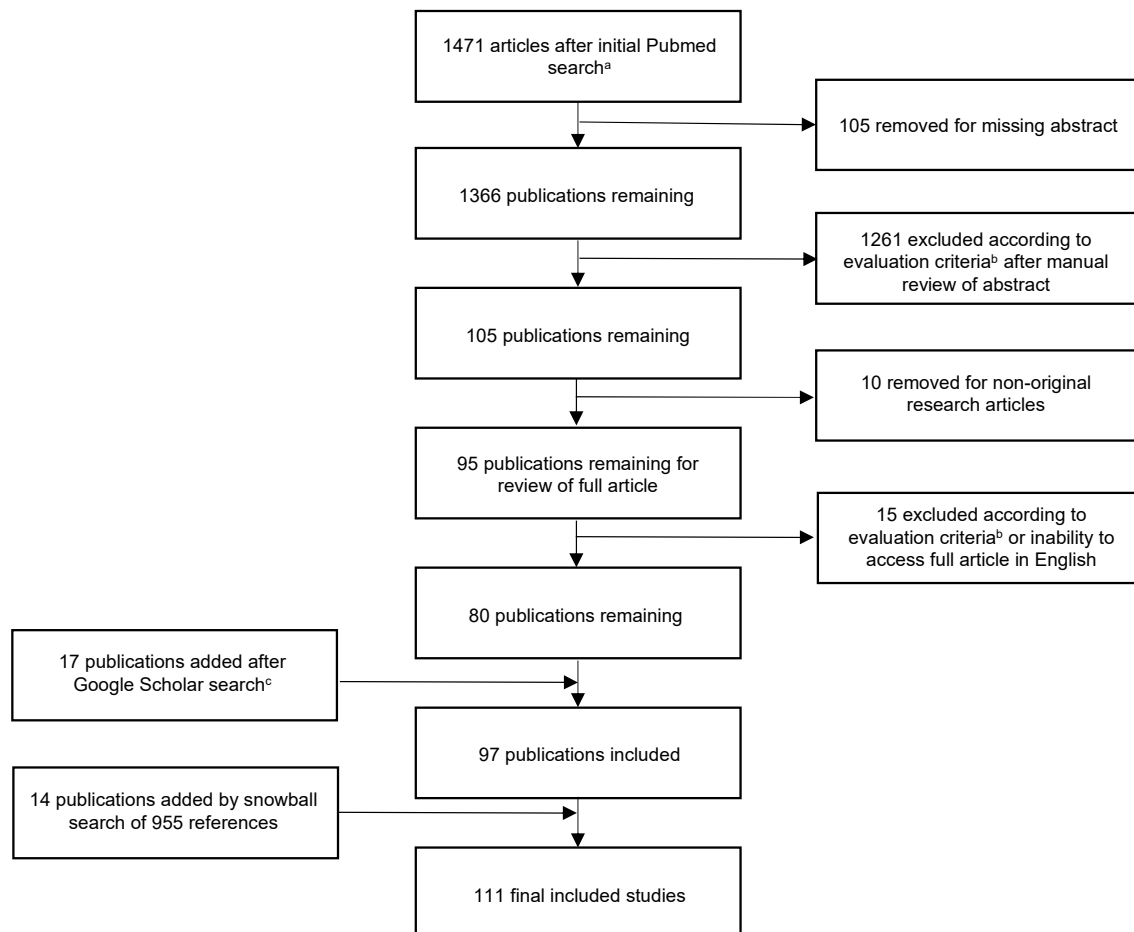 1471 articles after initial Pubmed
searchᵃ
105 removed for missing abstract
1366 publications remaining
1261 excluded according to
evaluation criteriaᵇ after manual
review of abstract
105 publications remaining
10 removed for non-original
research articles
95 publications remaining for
review of full article
15 excluded according to
evaluation criteriaᵇ or inability to
access full article in English
80 publications remaining
17 publications added after
Google Scholar searchᶜ
97 publications included
14 publications added by snowball
search of 955 references
111 final included studies